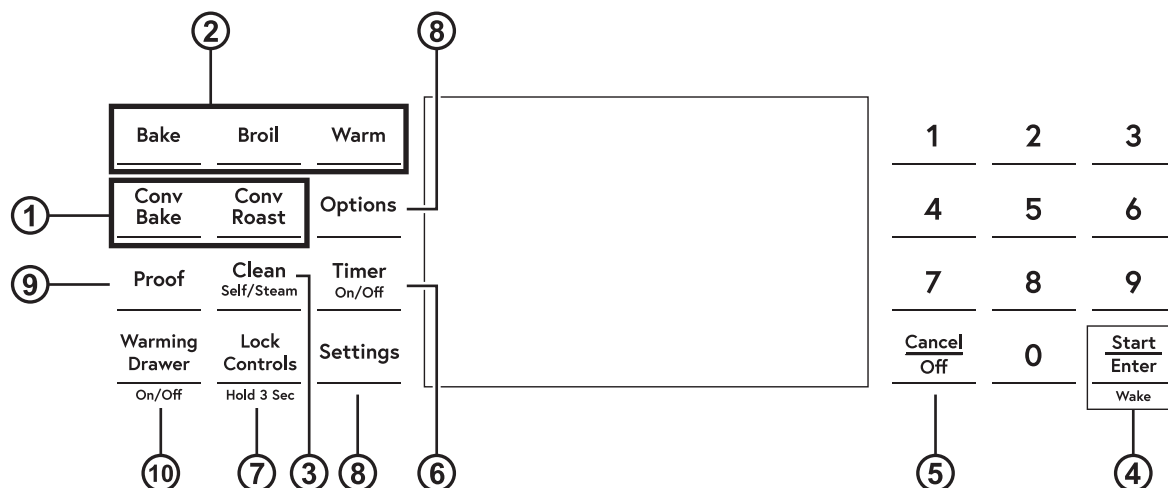 2
8
Bake Broil Warm 1 2 3
1
Conv Conv
Bake Roast
Options
4 5 6
9
Proof
Clean
Self/Steam
Timer
On/Off
7 8 9
Warming
Drawer
On/Off
Lock
Controls
Hold 3 Sec
Settings
Cancel
Off
0
Start
Enter
Wake
10 7 3 8 6 5 4